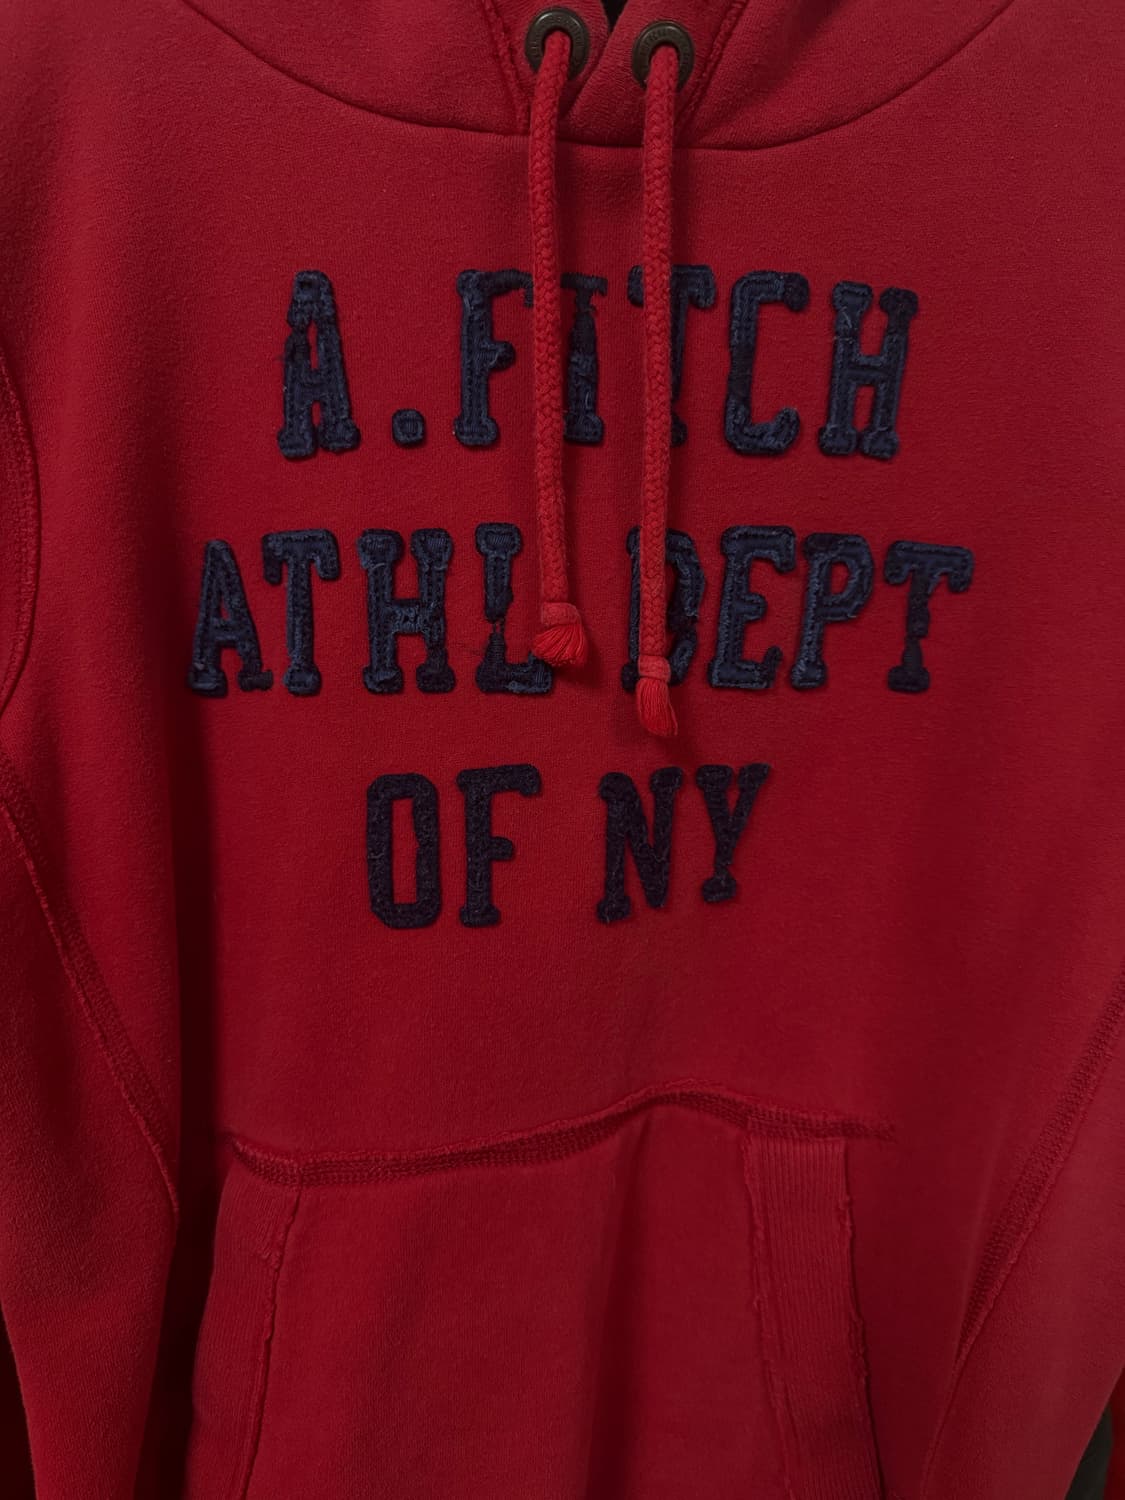 A.FITCH
ATHL DEPT
OF NY